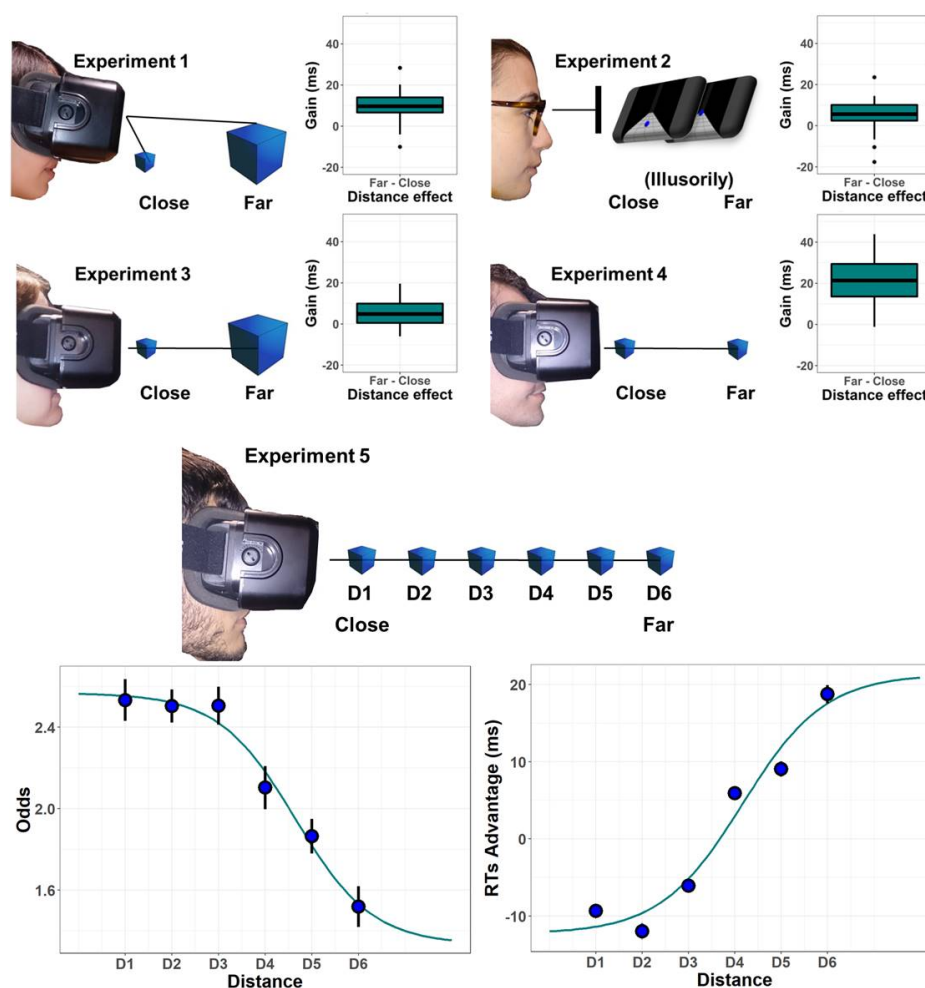 Experiment 1
Close
Far
Gain (ms)
40
20
0
-20
Far - Close
Distance effect
Experiment 2
(Illusorily)
Close
Far
Gain (ms)
40
20
0
-20
Far - Close
Distance effect
Experiment 3
Close
Far
Gain (ms)
40
20
0
-20
Far - Close
Distance effect
Experiment 4
Close
Far
Gain (ms)
40
20
0
-20
Far - Close
Distance effect
Experiment 5
D1 D2 D3 D4 D5 D6
Close Far
Odds
2.4
2.0
1.6
D1 D2 D3 D4 D5 D6
Distance
RTs Advantage (ms)
20
10
0
-10
D1 D2 D3 D4 D5 D6
Distance